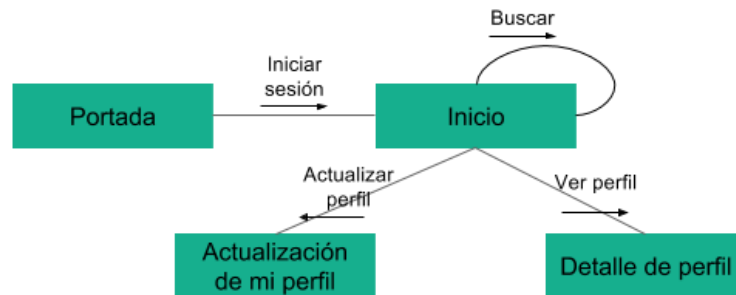 Buscar
Iniciar
sesión
Portada
Inicio
Actualizar
perfil
Ver perfil
Actualización
de mi perfil
Detalle de perfil